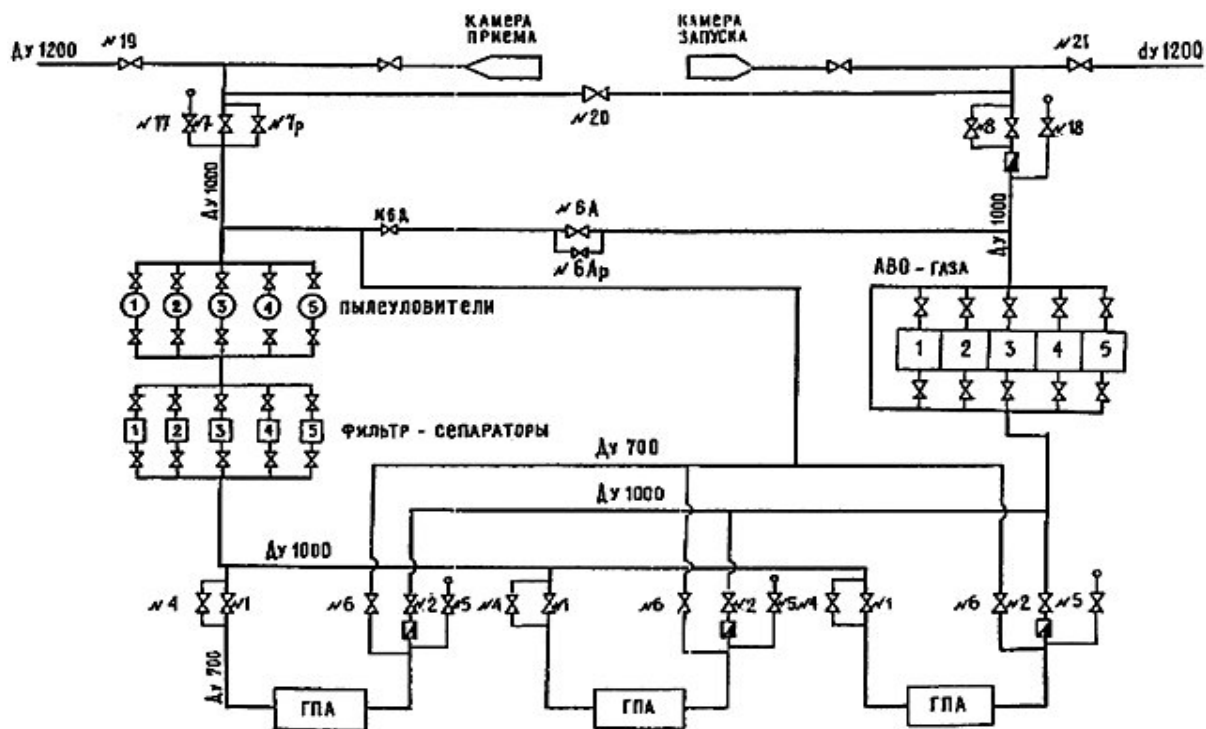 КАМЕРА ПРИЕМА
КАМЕРА ЗАПУСКА
Ду 1200
№19
№21
dУ 1200
№20
№17
№7
№7р
№8
№18
Ду 1000
Ду 1000
К6Д
№6А
№6Ар
АВО - ГАЗА
1 2 3 4 5
ПЫЛЕУЛОВИТЕЛИ
1 2 3 4 5
1 2 3 4 5
ФИЛЬТР - СЕПАРАТОРЫ
Ду 700
Ду 1000
Ду 1000
№4 №1 №6 №2 №5 №4 №1 №6 №2 №5 №4 №1 №6 №2 №5
Ду 700
ГПА ГПА ГПА